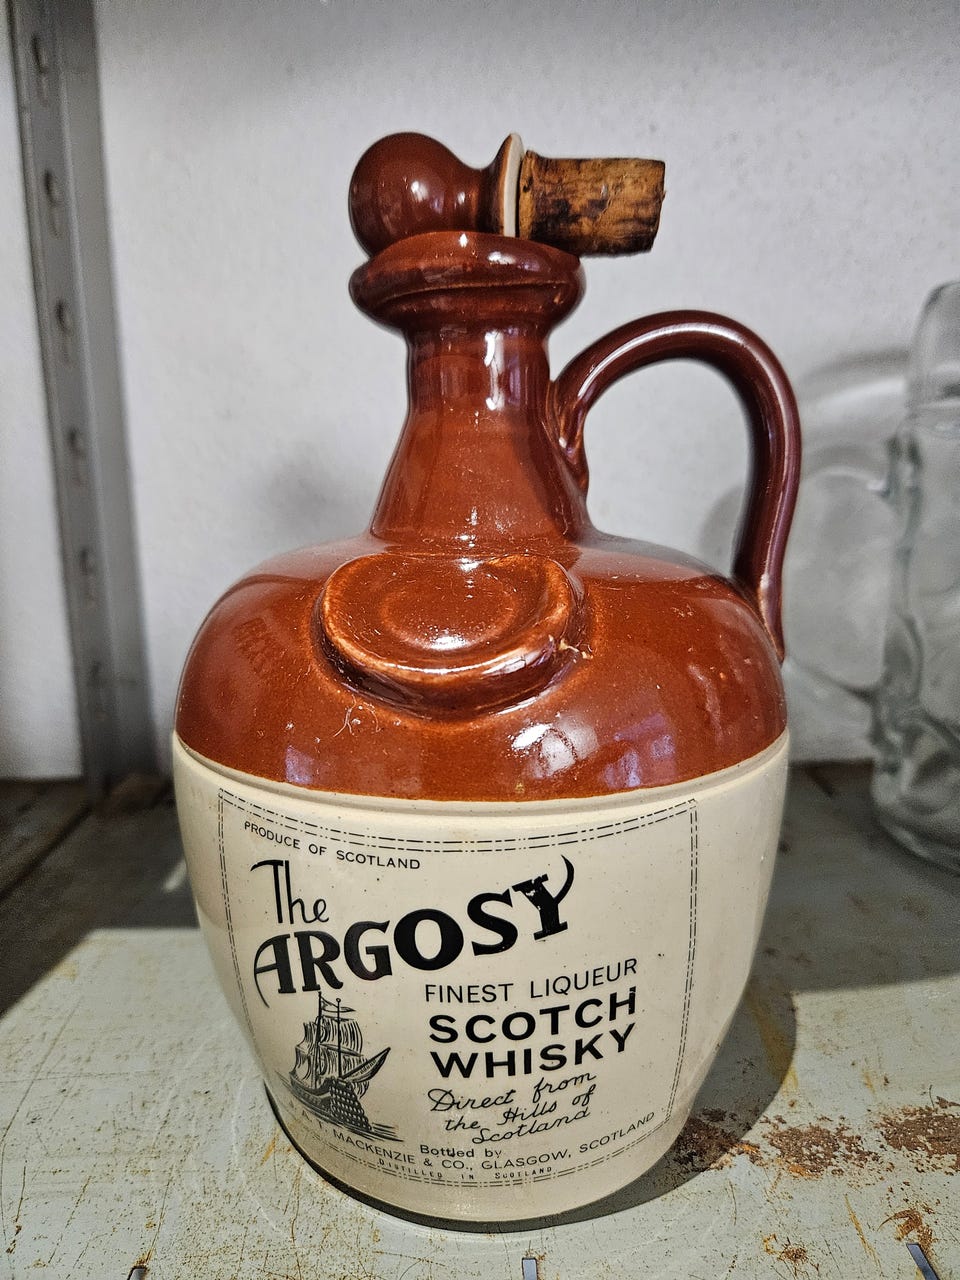 PRODUCE OF SCOTLAND
The
ARGOSY
FINEST LIQUEUR
SCOTCH
WHISKY
Direct from
the Hills of
Scotland
Bottled by
A. T. MACKENZIE & CO., GLASGOW, SCOTLAND
DISTILLED IN SCOTLAND